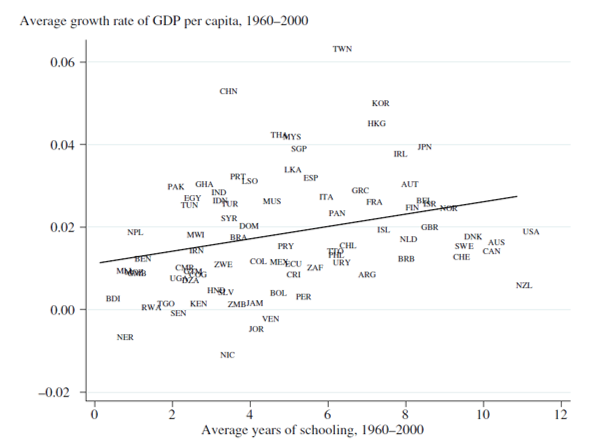 Average growth rate of GDP per capita, 1960–2000
TWN
0.06
CHN
KOR
HKG
THA MYS
0.04
SGP
JPN
IRL
LKA
PRT LSO
ESP
PAK GHA
AUT
IND
GRC
EGY IDN TUR
MUS
ITA
FRA
BEL ISR
TUN
FIN
NOR
PAN
SYR
0.02
DOM
GBR
ISL
NPL
USA
MWI
BRA
NLD
DNK
AUS
PRY
CHL
SWE
IRN
TTO
CAN
PHL
BEN
BRB
CHE
COL MEX ECU
URY
ZWE
CMR
ZAF
ARG
CRI
UGA
DZA
NZL
HND SLV
BOL
BDI
PER
RWA TGO KEN
ZMB JAM
0.00
SEN
VEN
JOR
NER
NIC
−0.02
0 2 4 6 8 10 12
Average years of schooling, 1960–2000